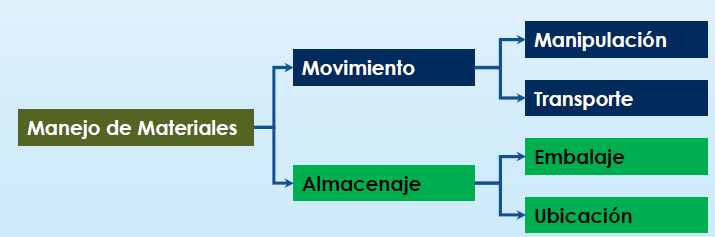 Manejo de Materiales
Movimiento
Manipulación
Transporte
Almacenaje
Embalaje
Ubicación